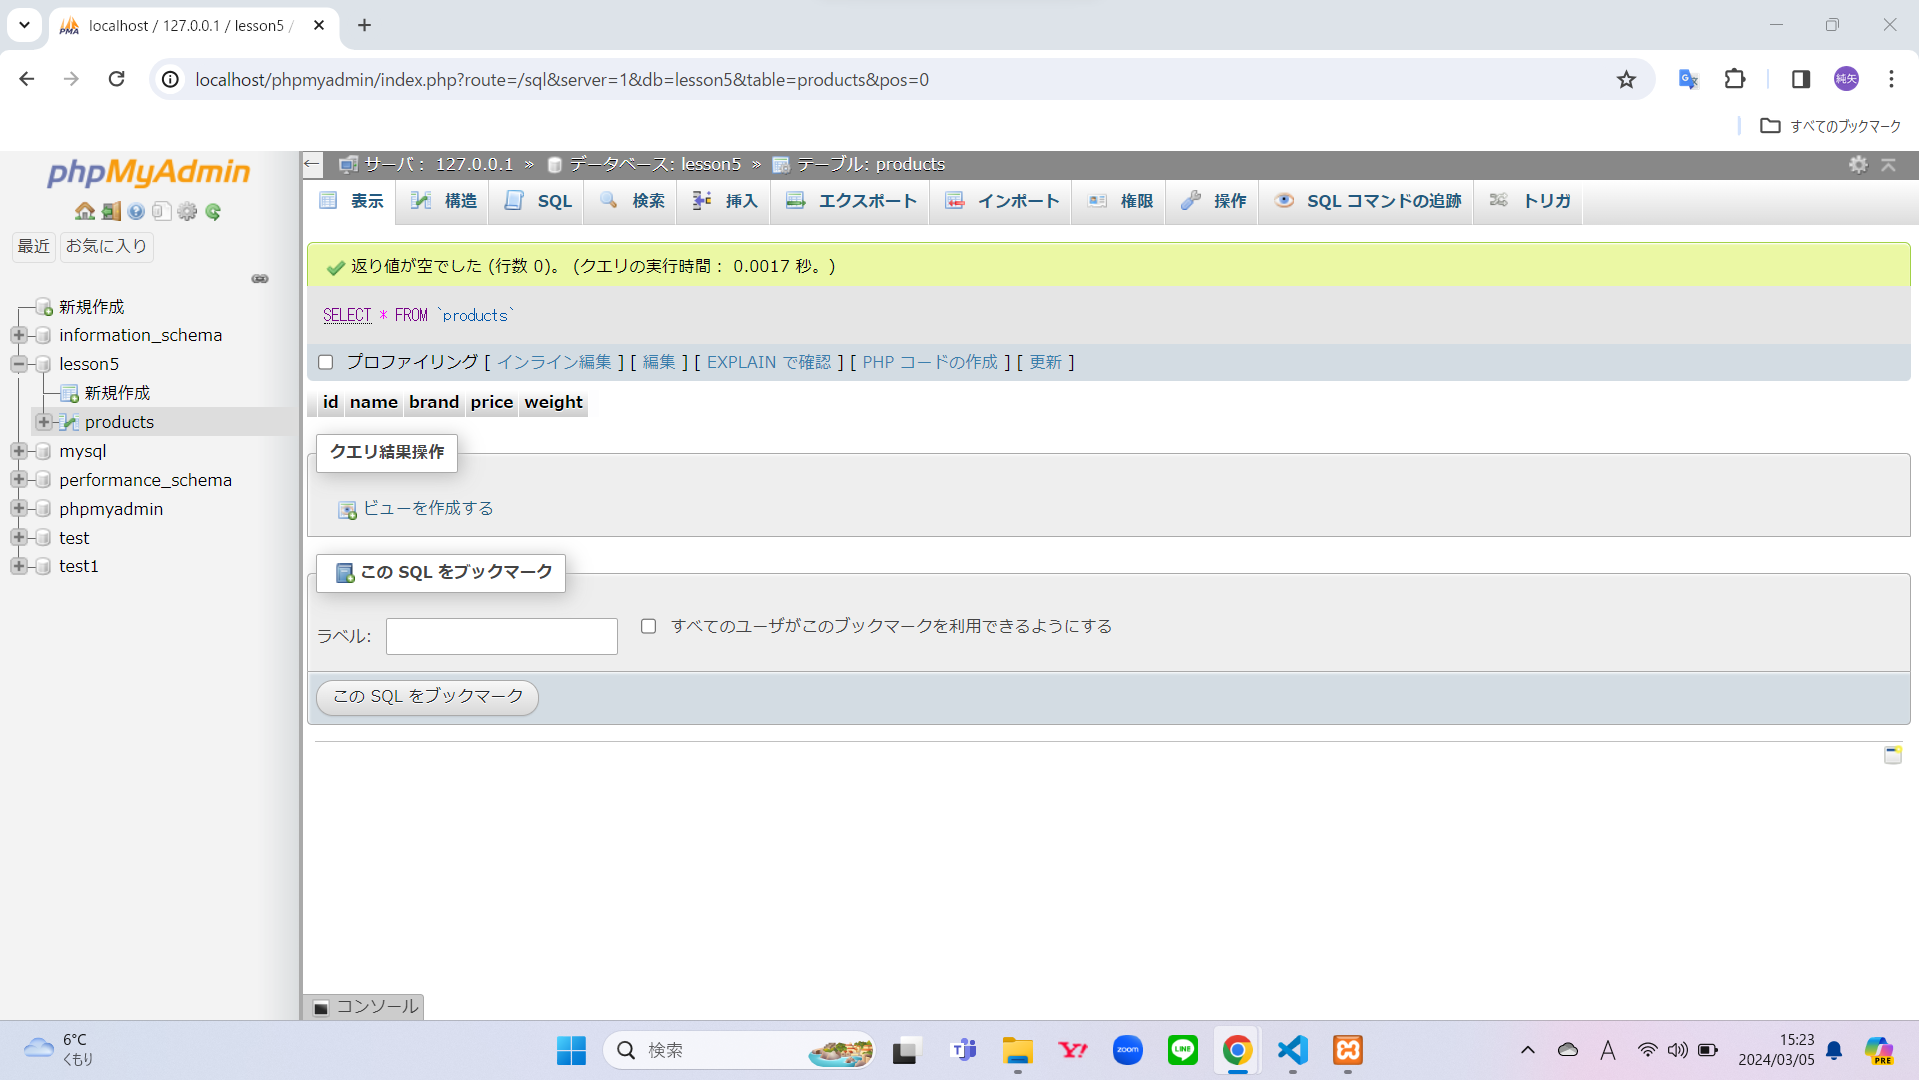 localhost / 127.0.0.1 / lesson5 /
localhost/phpmyadmin/index.php?route=/sql&server=1&db=lesson5&table=products&pos=0
純矢
すべてのブックマーク
phpMyAdmin
最近 お気に入り
新規作成
information_schema
lesson5
新規作成
products
mysql
performance_schema
phpmyadmin
test
test1
サーバ: 127.0.0.1 » データベース: lesson5 » テーブル: products
表示 構造 SQL 検索 挿入 エクスポート インポート 権限 操作 SQL コマンドの追跡 トリガ
返り値が空でした (行数 0)。 (クエリの実行時間: 0.0017 秒。)
SELECT * FROM `products`
プロファイリング [ インライン編集 ] [ 編集 ] [ EXPLAIN で確認 ] [ PHP コードの作成 ] [ 更新 ]
id name brand price weight
クエリ結果操作
ビューを作成する
この SQL をブックマーク
ラベル: すべてのユーザがこのブックマークを利用できるようにする
この SQL をブックマーク
コンソール
6°C
くもり
検索
zoom
LINE
A
15:23
2024/03/05
PRE